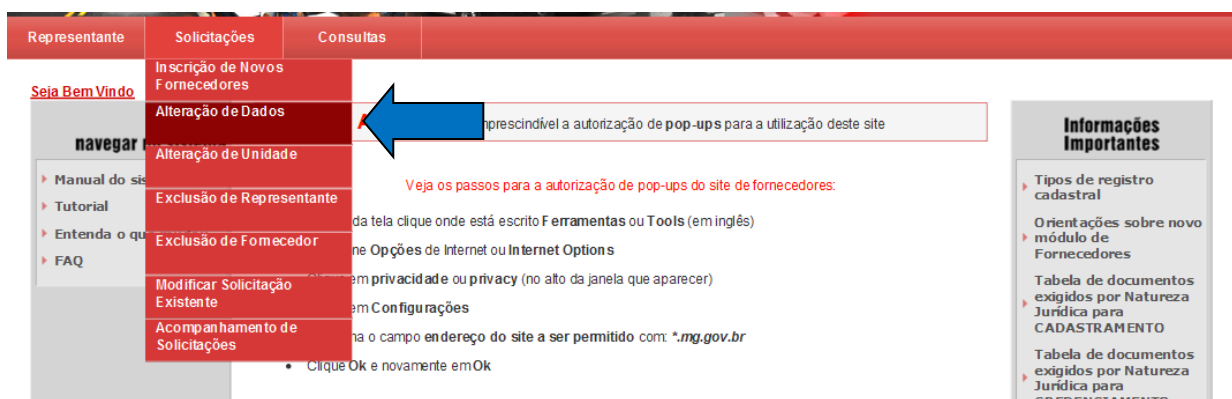 Representante
Solicitações
Consultas
Inscrição de Novos
Fornecedores
Alteração de Dados
Alteração de Unidade
Exclusão de Representante
Exclusão de Fornecedor
Modificar Solicitação
Existente
Acompanhamento de
Solicitações
Seja Bem Vindo
navegar
Manual do
Tutorial
Entenda o
FAQ
a autorização de pop-ups para a utilização deste site
Veja os passos para a autorização de pop-ups do site de fornecedores:
da tela clique onde está escrito Ferramentas ou Tools (em inglês)
Opções de Internet ou Internet Options
em privacidade ou privacy (no alto da janela que aparecer)
em Configurações
o campo endereço do site a ser permitido com: *.mg.gov.br
• Clique Ok e novamente em Ok
Informações
Importantes
Tipos de registro
cadastral
Orientações sobre novo
módulo de
Fornecedores
Tabela de documentos
exigidos por Natureza
Jurídica para
CADASTRAMENTO
Tabela de documentos
exigidos por Natureza
Jurídica para